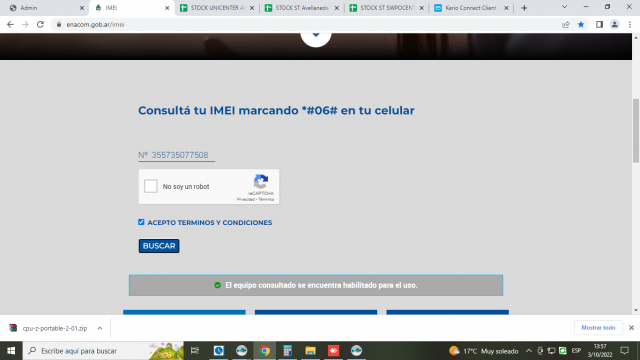 Admin
IMEI
STOCK UNICENTER A
STOCK ST Avellaneda
STOCK ST SWPOCENT
Kerio Connect Client
enacom.gob.ar/imei
Consultá tu IMEI marcando *#06# en tu celular
Nº 355735077508
No soy un robot
reCAPTCHA
Privacidad - Términos
ACEPTO TERMINOS Y CONDICIONES
BUSCAR
El equipo consultado se encuentra habilitado para el uso.
cpu-z-portable-2-01.zip
Mostrar todo
Escribe aquí para buscar
17°C Muy soleado
ESP
13:57
3/10/2022